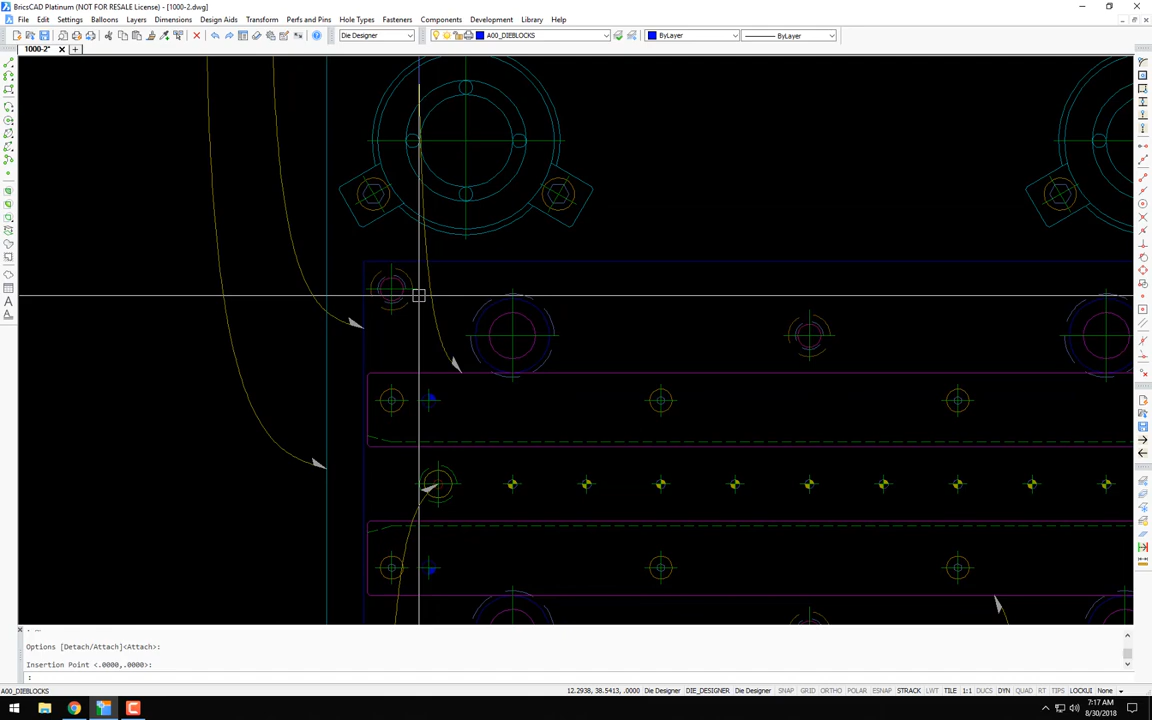 BricsCAD Platinum (NOT FOR RESALE License) - [1000-2.dwg]
File Edit Settings Balloons Layers Dimensions Design Aids Transform Perfs and Pins Hole Types Fasteners Components Development Library Help
Die Designer A00_DIEBLOCKS ByLayer ByLayer
1000-2*
Options [Detach/Attach]<Attach>:
Insertion Point <.0000,.0000>:
:
A00_DIEBLOCKS 12.2938, 38.5413, .0000 Die Designer DIE_DESIGNER Die Designer SNAP GRID ORTHO POLAR ESNAP STRACK LWT TILE 1:1 DUCS DYN QUAD RT TIPS LOCKUI None
7:17 AM
8/30/2018